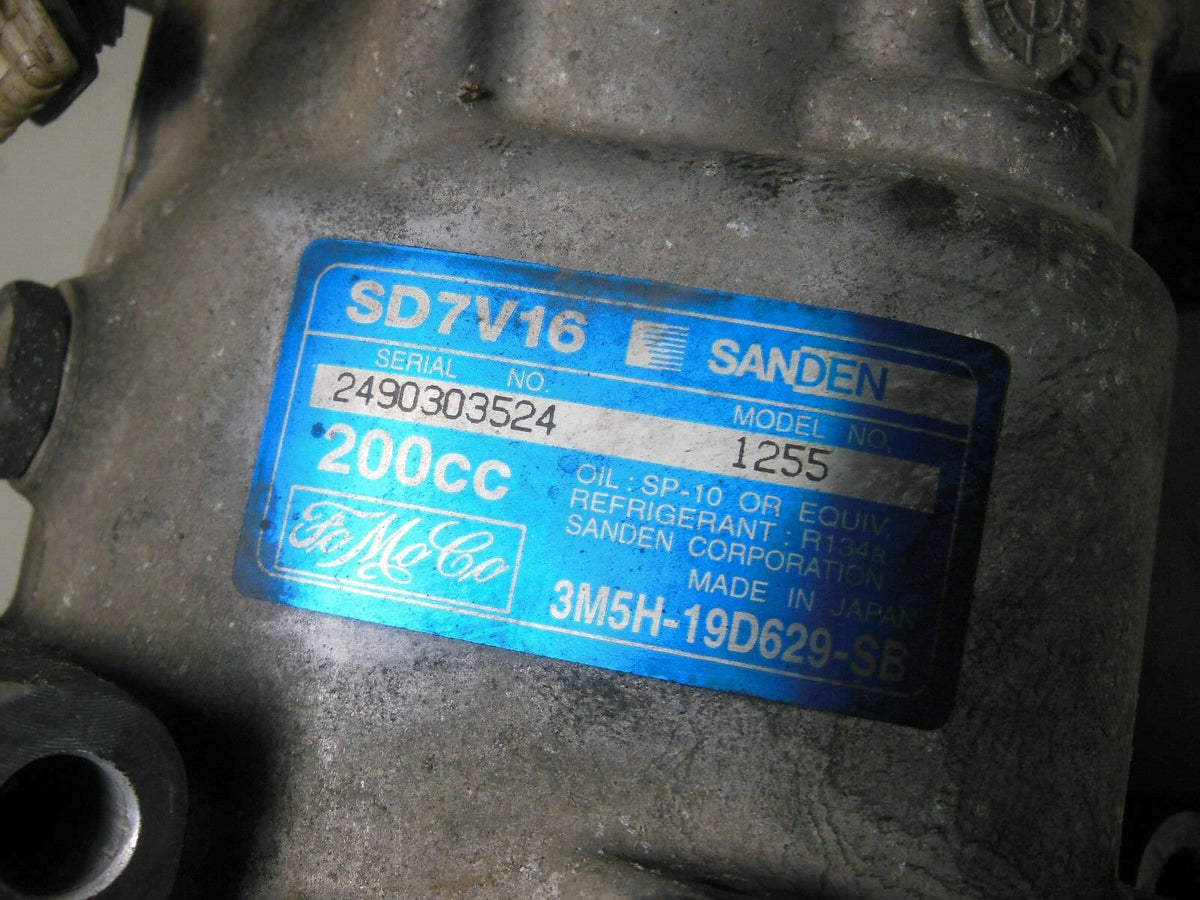 S5
SD7V16 SANDEN
SERIAL NO.
MODEL NO.
2490303524 1255
200cc
OIL : SP-10 OR EQUIV.
REFRIGERANT : R134a
SANDEN CORPORATION
MADE IN JAPAN
FoMoCo
3M5H-19D629-SB